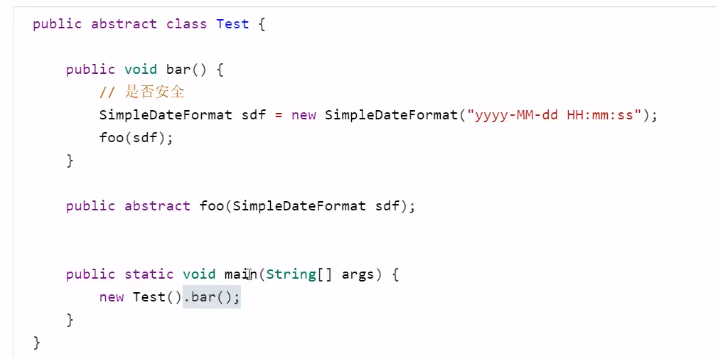 public abstract class Test {
public void bar() {
// 是否安全
SimpleDateFormat sdf = new SimpleDateFormat("yyyy-MM-dd HH:mm:ss");
foo(sdf);
}
public abstract foo(SimpleDateFormat sdf);
public static void main(String[] args) {
new Test().bar();
}
}